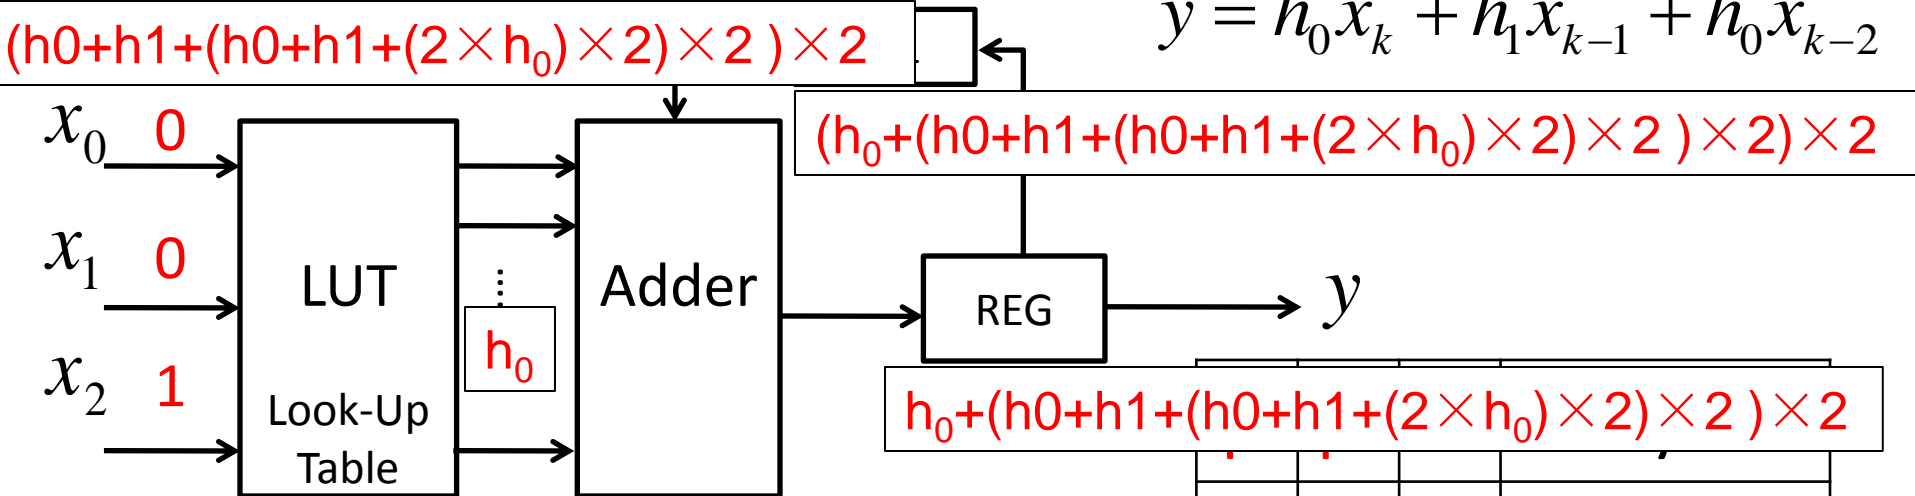 (h0+h1+(h0+h1+(2×h₀)×2)×2 )×2
y = h₀xₖ + h₁xₖ₋₁ + h₀xₖ₋₂
x₀ 0
(h₀+(h0+h1+(h0+h1+(2×h₀)×2)×2 )×2)×2
x₁ 0
LUT
⋮
Adder
REG
y
h₀
x₂ 1
Look-Up
Table
h₀+(h0+h1+(h0+h1+(2×h₀)×2)×2 )×2